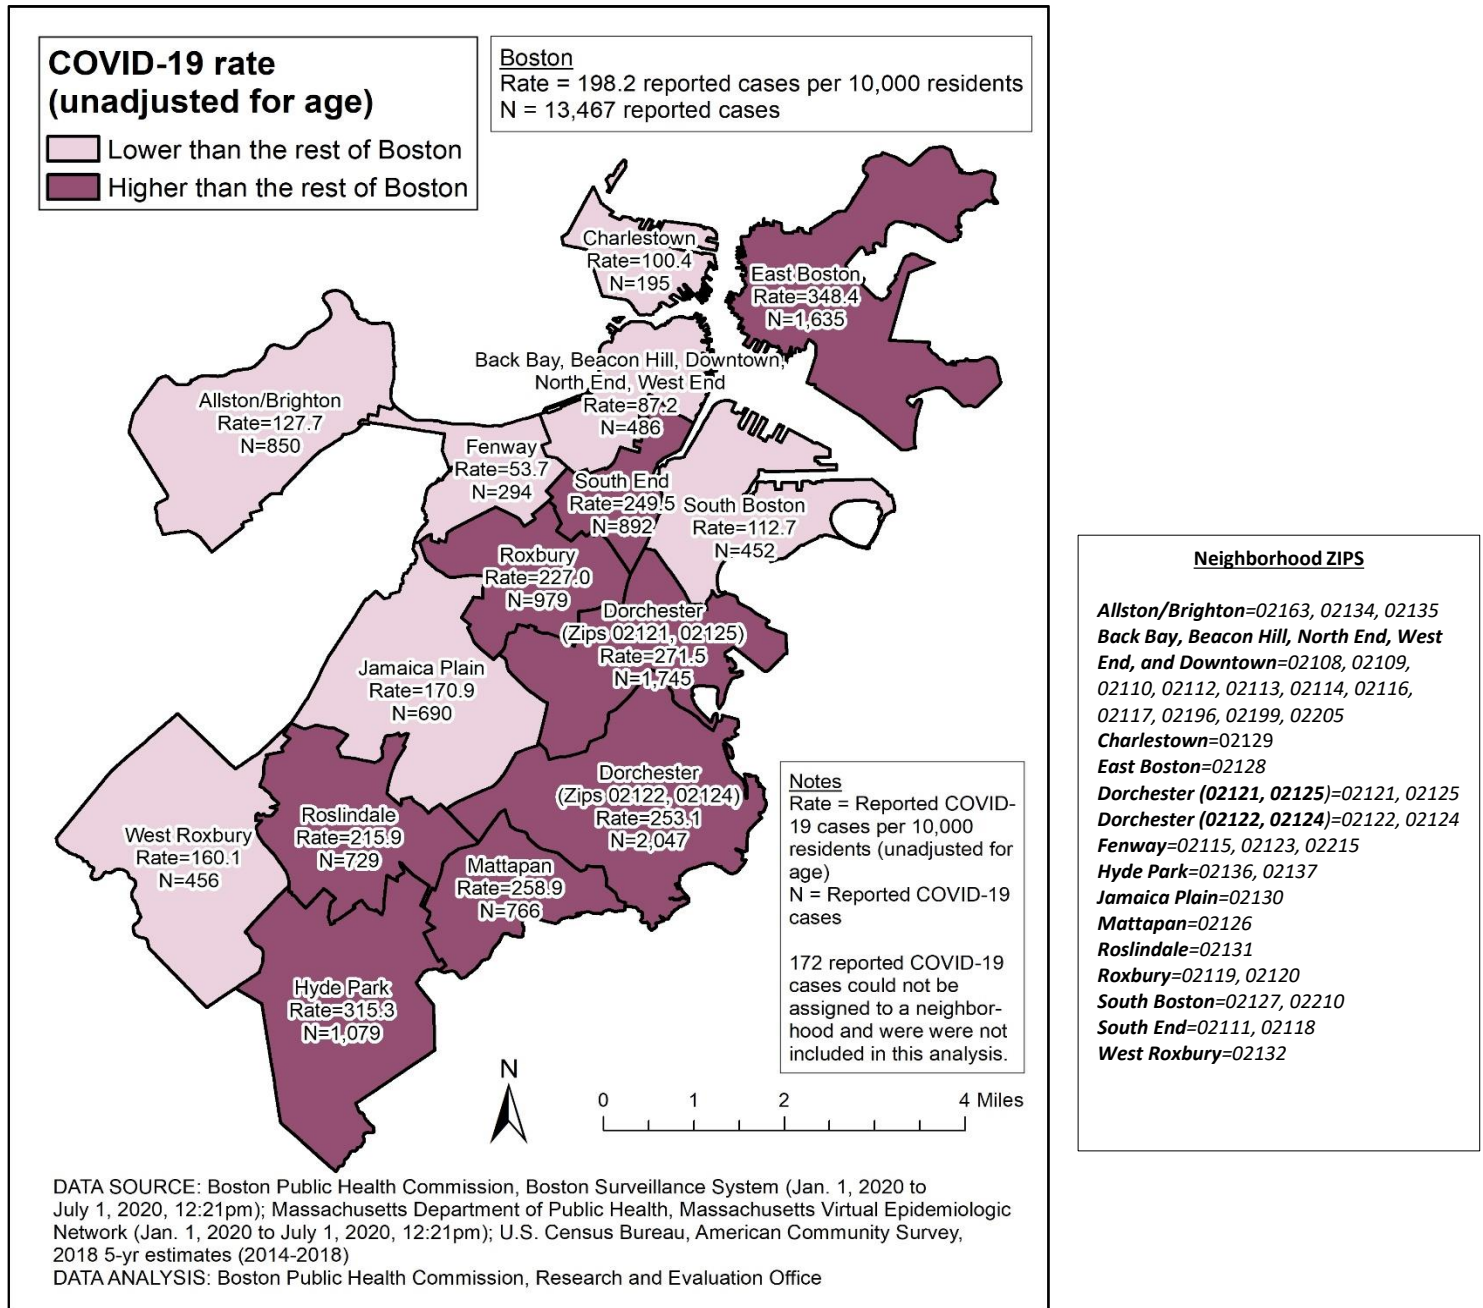 COVID-19 rate
(unadjusted for age)
Lower than the rest of Boston
Higher than the rest of Boston
Boston
Rate = 198.2 reported cases per 10,000 residents
N = 13,467 reported cases
Charlestown
Rate=100.4
N=195
East Boston
Rate=348.4
N=1,635
Back Bay, Beacon Hill, Downtown,
North End, West End
Rate=87.2
N=486
Allston/Brighton
Rate=127.7
N=850
Fenway
Rate=53.7
N=294
South End
Rate=249.5
N=892
South Boston
Rate=112.7
N=452
Roxbury
Rate=227.0
N=979
Dorchester
(Zips 02121, 02125)
Rate=271.5
N=1,745
Jamaica Plain
Rate=170.9
N=690
Dorchester
(Zips 02122, 02124)
Rate=253.1
N=2,047
Roslindale
Rate=215.9
N=729
West Roxbury
Rate=160.1
N=456
Mattapan
Rate=258.9
N=766
Hyde Park
Rate=315.3
N=1,079
Notes
Rate = Reported COVID-
19 cases per 10,000
residents (unadjusted for
age)
N = Reported COVID-19
cases
172 reported COVID-19
cases could not be
assigned to a neighbor-
hood and were were not
included in this analysis.
N
0 1 2 4 Miles
DATA SOURCE: Boston Public Health Commission, Boston Surveillance System (Jan. 1, 2020 to
July 1, 2020, 12:21pm); Massachusetts Department of Public Health, Massachusetts Virtual Epidemiologic
Network (Jan. 1, 2020 to July 1, 2020, 12:21pm); U.S. Census Bureau, American Community Survey,
2018 5-yr estimates (2014-2018)
DATA ANALYSIS: Boston Public Health Commission, Research and Evaluation Office
Neighborhood ZIPS
Allston/Brighton=02163, 02134, 02135
Back Bay, Beacon Hill, North End, West
End, and Downtown=02108, 02109,
02110, 02112, 02113, 02114, 02116,
02117, 02196, 02199, 02205
Charlestown=02129
East Boston=02128
Dorchester (02121, 02125)=02121, 02125
Dorchester (02122, 02124)=02122, 02124
Fenway=02115, 02123, 02215
Hyde Park=02136, 02137
Jamaica Plain=02130
Mattapan=02126
Roslindale=02131
Roxbury=02119, 02120
South Boston=02127, 02210
South End=02111, 02118
West Roxbury=02132